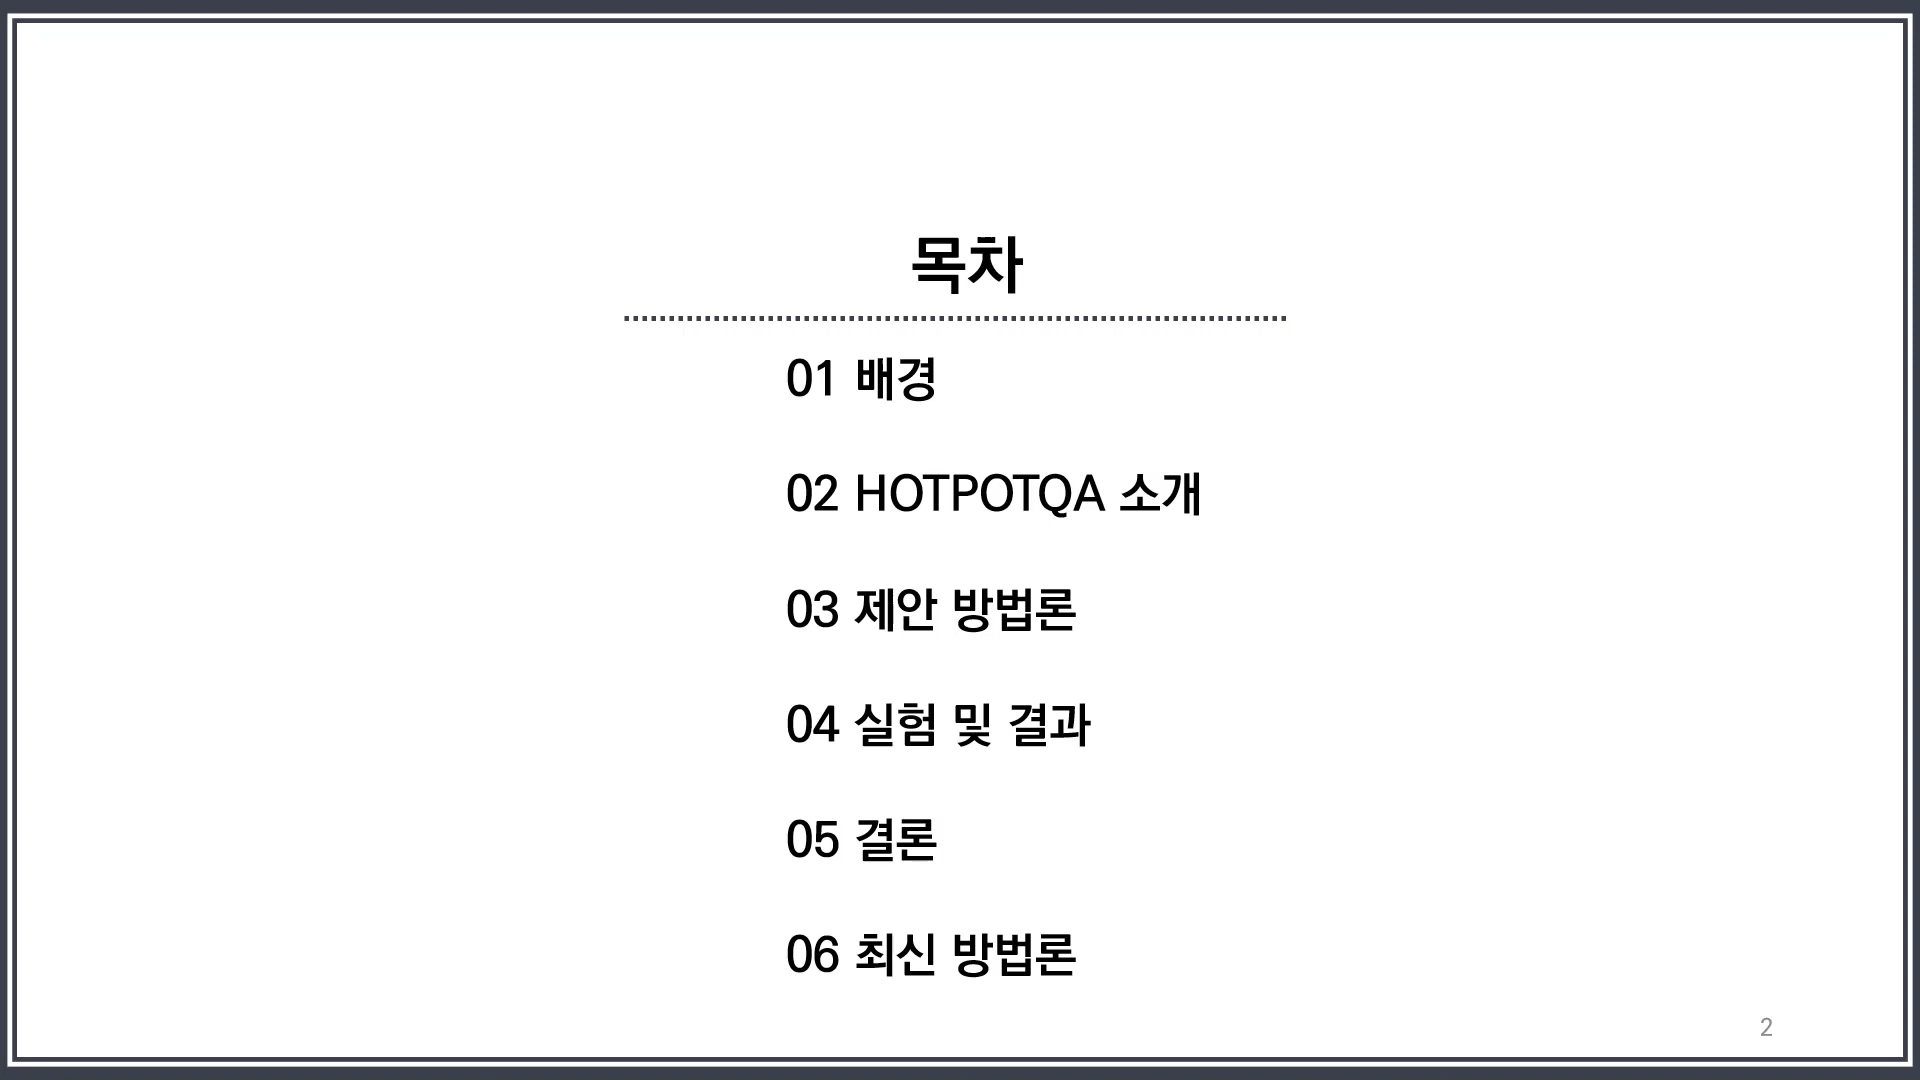 목차
01 배경
02 HOTPOTQA 소개
03 제안 방법론
04 실험 및 결과
05 결론
06 최신 방법론
2